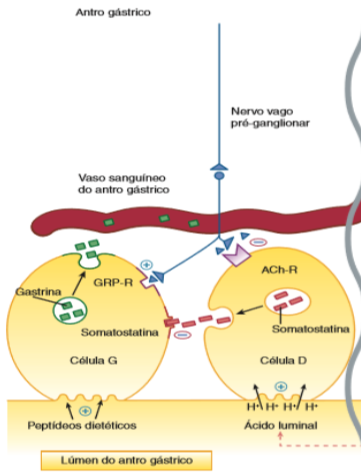 Antro gástrico
Nervo vago
pré-ganglionar
Vaso sanguíneo
do antro gástrico
+
−
GRP-R
ACh-R
Gastrina
Somatostatina
−
Somatostatina
Célula G
Célula D
+
+
H⁺ H⁺ H⁺ H⁺
Peptídeos dietéticos
Ácido luminal
Lúmen do antro gástrico